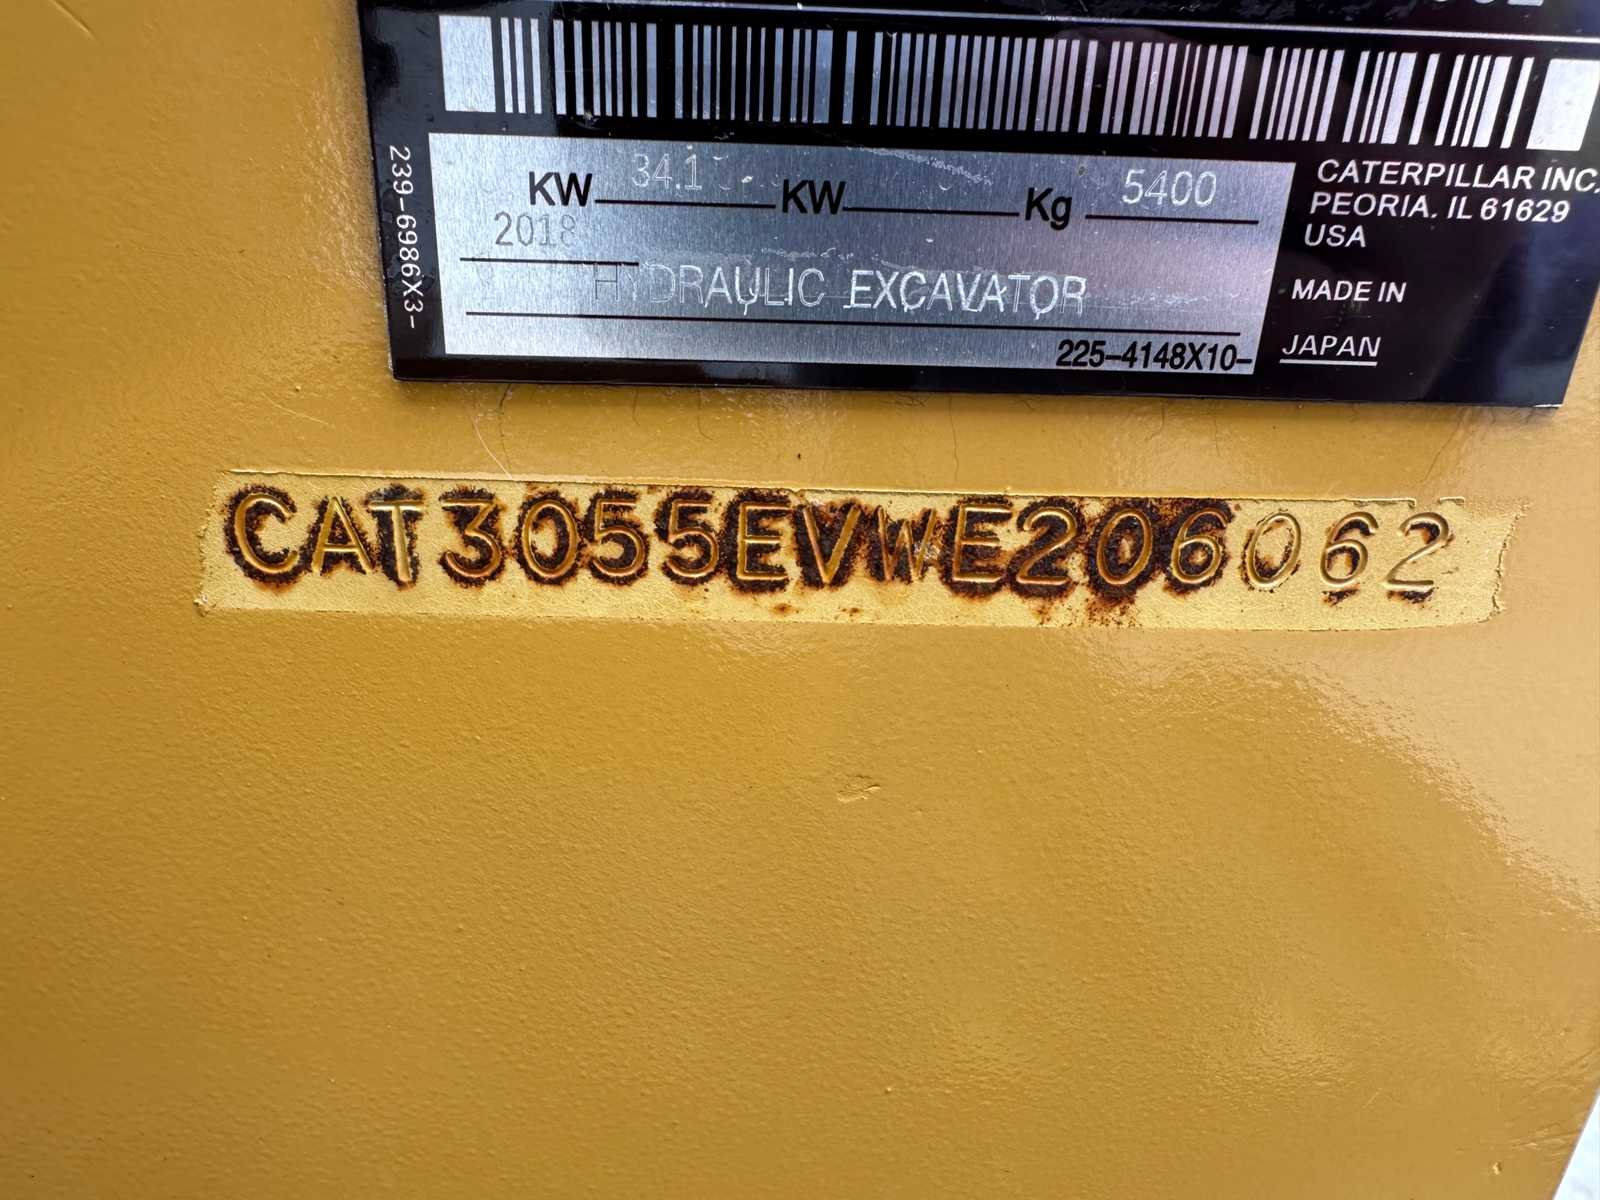 239-6986X3-
KW 34.1 KW Kg 5400
2018
HYDRAULIC EXCAVATOR
225-4148X10-
CATERPILLAR INC.
PEORIA. IL 61629
USA
MADE IN
JAPAN
CAT3055EVWE206062